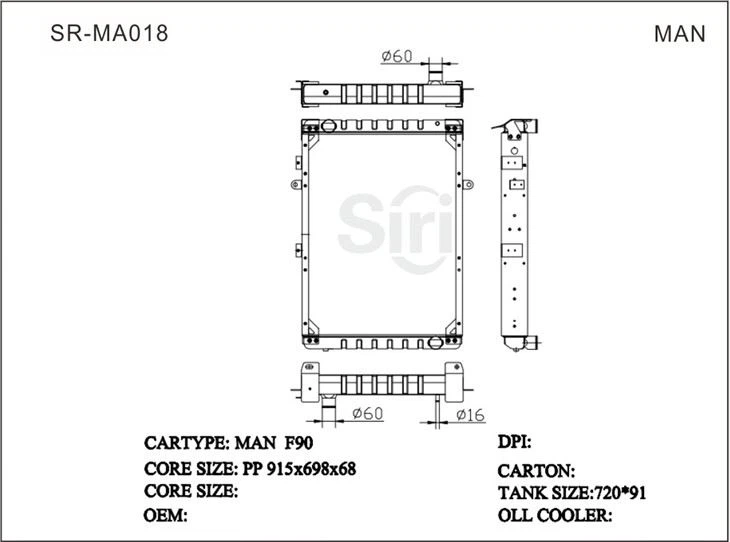 SR-MA018
MAN
Ø60
Siri
Ø60
Ø16
CARTYPE: MAN F90
DPI:
CORE SIZE: PP 915x698x68
CARTON:
CORE SIZE:
TANK SIZE:720*91
OEM:
OLL COOLER: